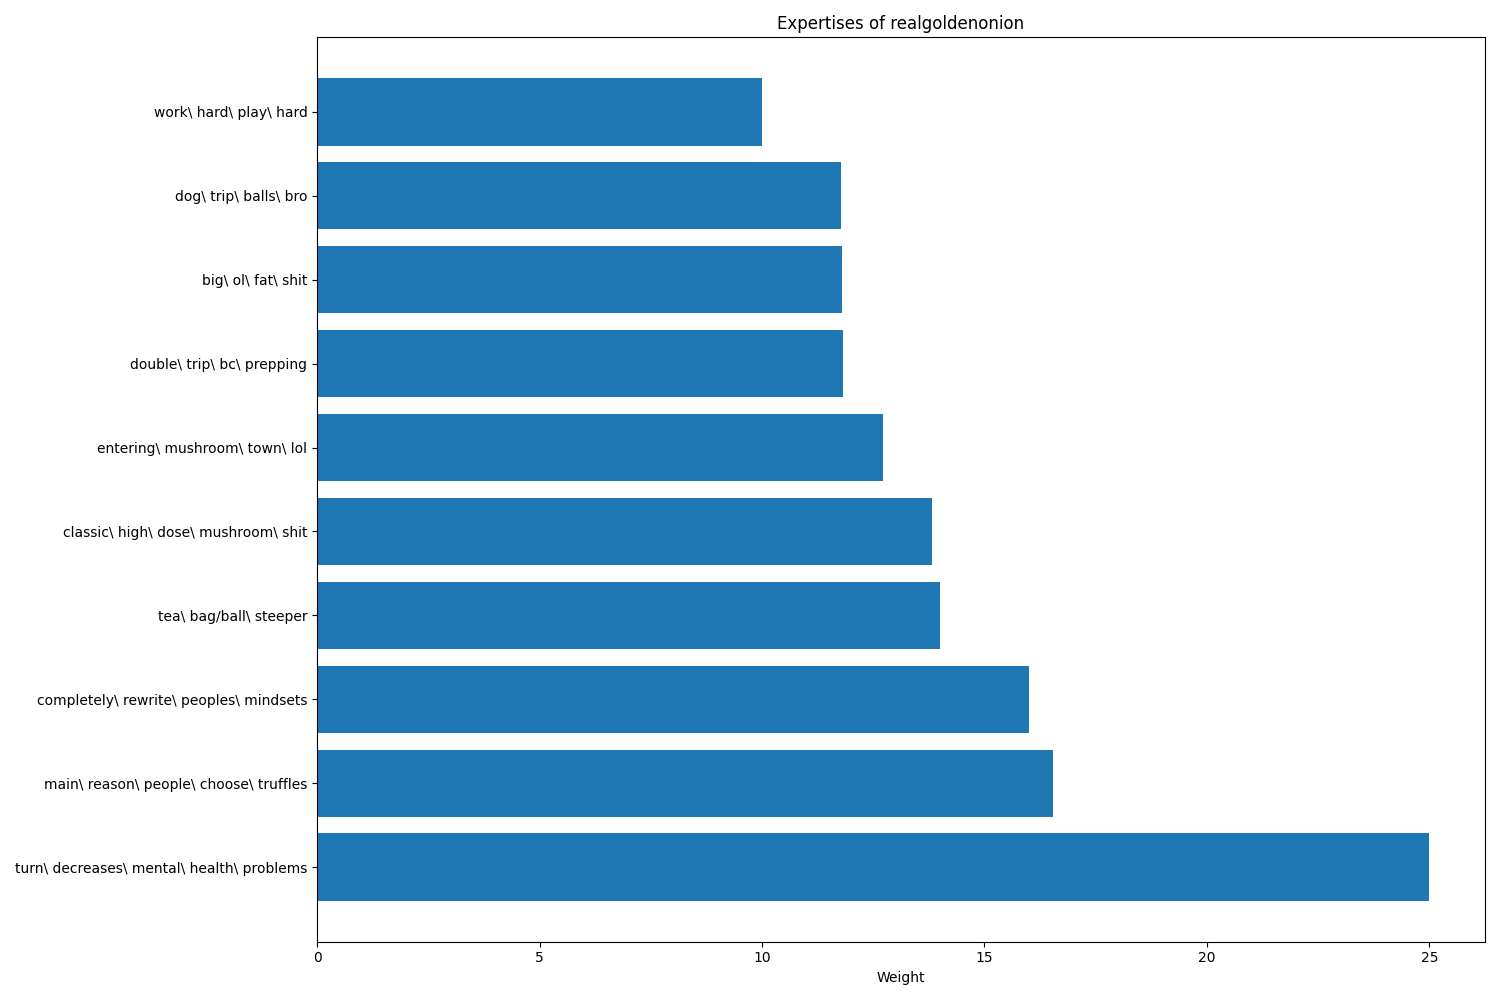 Expertises of realgoldenonion
work\ hard\ play\ hard
dog\ trip\ balls\ bro
big\ ol\ fat\ shit
double\ trip\ bc\ prepping
entering\ mushroom\ town\ lol
classic\ high\ dose\ mushroom\ shit
tea\ bag/ball\ steeper
completely\ rewrite\ peoples\ mindsets
main\ reason\ people\ choose\ truffles
turn\ decreases\ mental\ health\ problems
0 5 10 15 20 25
Weight